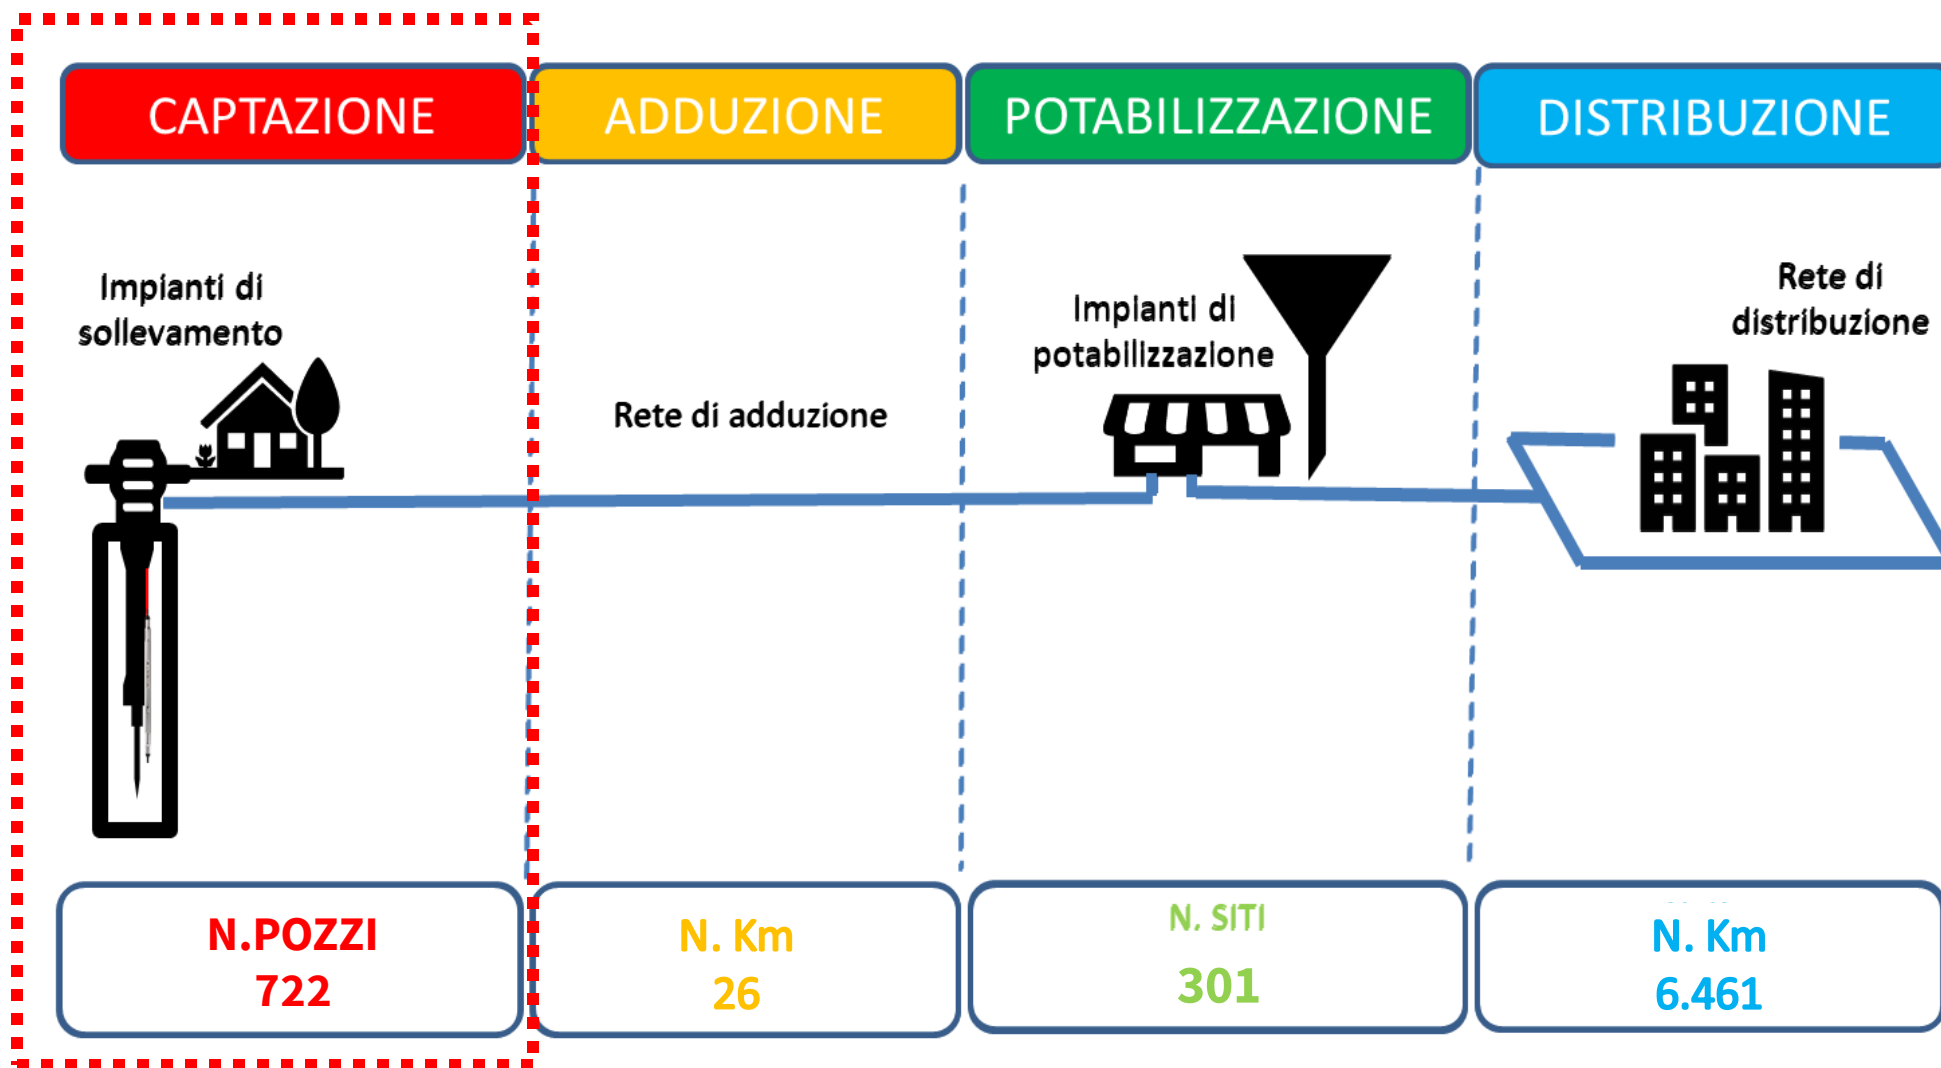 CAPTAZIONE
ADDUZIONE
POTABILIZZAZIONE
DISTRIBUZIONE
Impianti di
sollevamento
Rete di adduzione
Impianti di
potabilizzazione
Rete di
distribuzione
N.POZZI
722
N. Km
26
N. SITI
301
N. Km
6.461